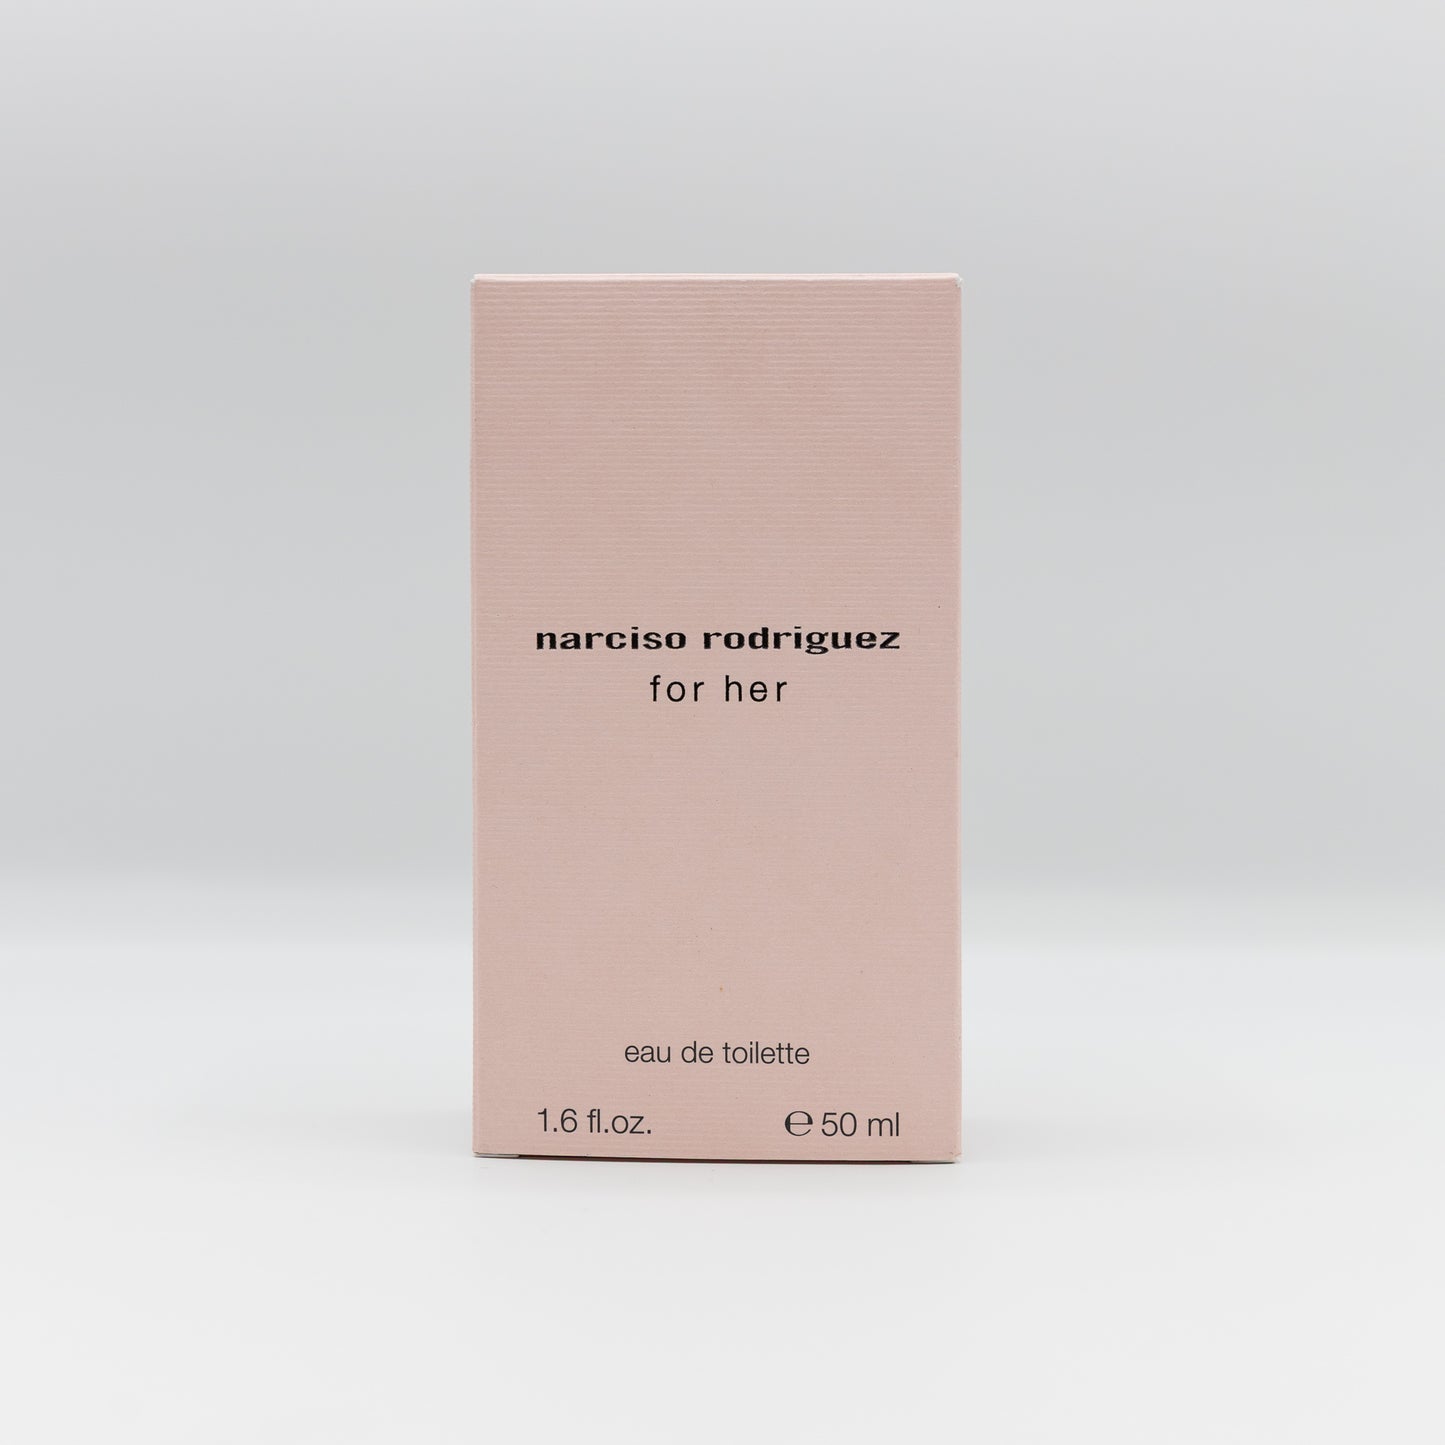 narciso rodriguez
for her
eau de toilette
1.6 fl.oz. ℮ 50 ml